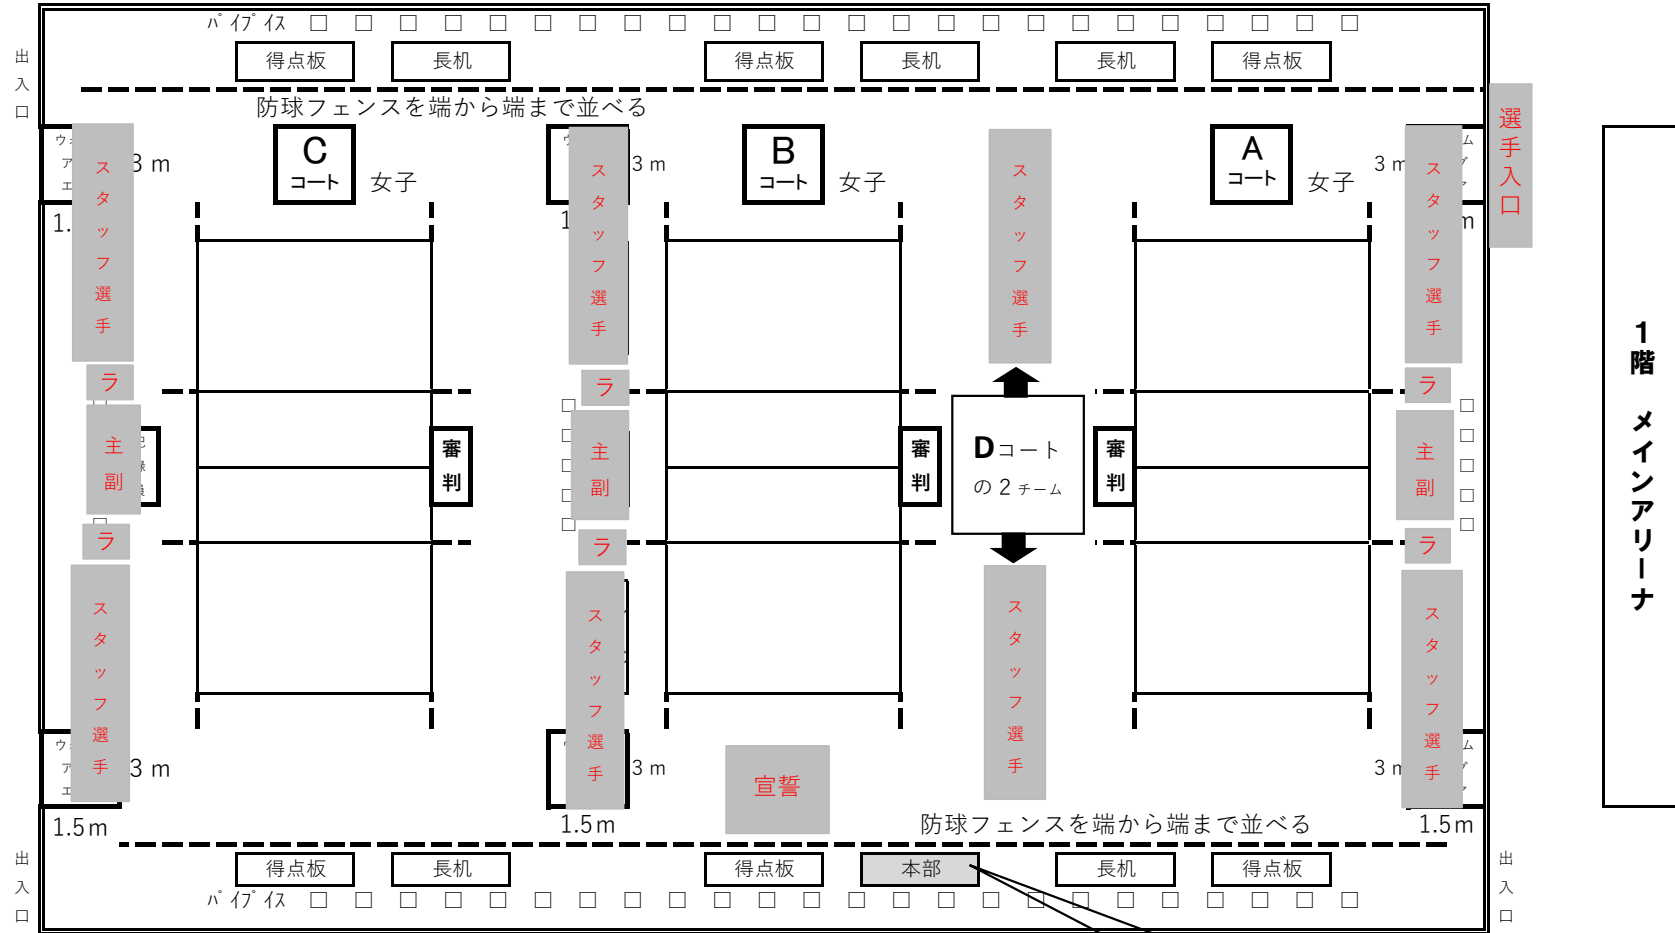 ﾊﾟｲﾌﾟｲｽ □ □ □ □ □ □ □ □ □ □ □ □ □ □ □ □ □ □ □ □ □ □ □ □
得点板 長机 得点板 長机 長机 得点板
出入口
防球フェンスを端から端まで並べる
選手入口
C
コート
女子
B
コート
女子
A
コート
女子
3 m
3 m
3 m
スタッフ選手
スタッフ選手
スタッフ選手
スタッフ選手
ラ
ラ
ラ
主副
審判
主副
審判
Dコート
の２チーム
審判
主副
ラ
ラ
ラ
スタッフ選手
スタッフ選手
スタッフ選手
スタッフ選手
1階 メインアリーナ
3 m
3 m
3 m
宣誓
1.5m
1.5m
防球フェンスを端から端まで並べる
1.5m
得点板 長机 得点板 本部 長机 得点板
出入口
出入口
ﾊﾟｲﾌﾟｲｽ □ □ □ □ □ □ □ □ □ □ □ □ □ □ □ □ □ □ □ □ □ □ □ □